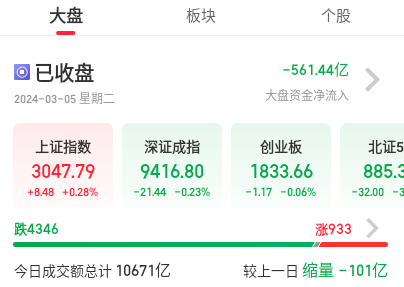 大盘 板块 个股
已收盘 -561.44亿
2024-03-05 星期二 大盘资金净流入
上证指数 深证成指 创业板 北证5
3047.79 9416.80 1833.66 885.3
+8.48 +0.28% -21.44 -0.23% -1.17 -0.06% -32.00 -3
跌4346 涨933
今日成交额总计 10671亿 较上一日 缩量 -101亿